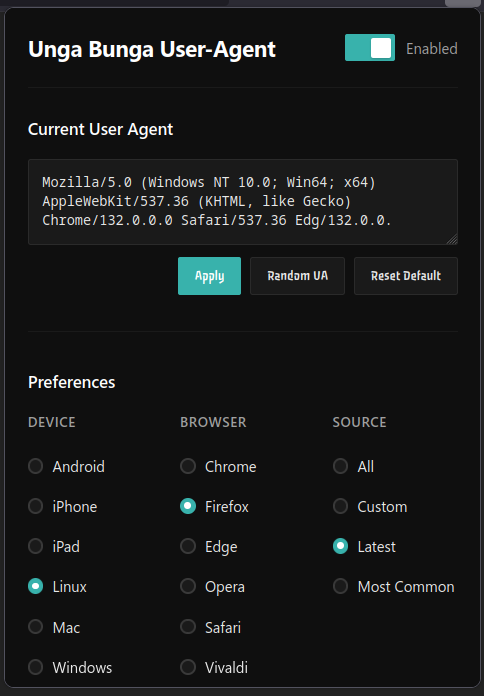 Unga Bunga User-Agent
Enabled
Current User Agent
Mozilla/5.0 (Windows NT 10.0; Win64; x64)
AppleWebKit/537.36 (KHTML, like Gecko)
Chrome/132.0.0.0 Safari/537.36 Edg/132.0.0.
Apply
Random UA
Reset Default
Preferences
DEVICE
Android
iPhone
iPad
Linux
Mac
Windows
BROWSER
Chrome
Firefox
Edge
Opera
Safari
Vivaldi
SOURCE
All
Custom
Latest
Most Common